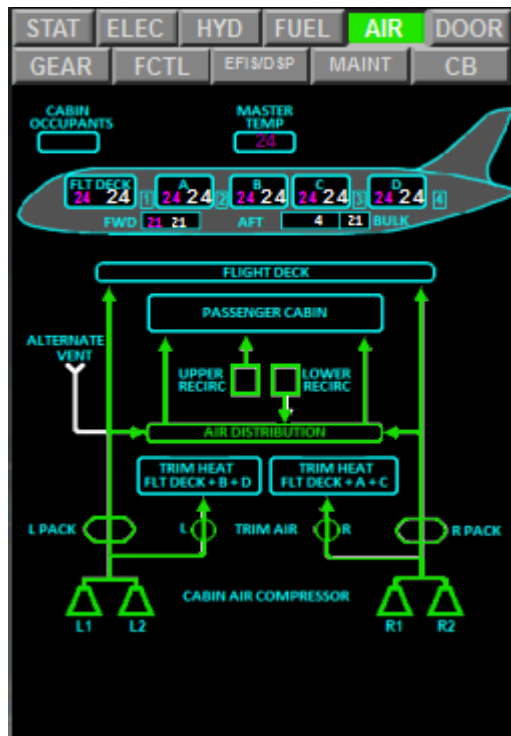 STAT ELEC HYD FUEL AIR DOOR
GEAR FCTL EFIS/DSP MAINT CB
CABIN
OCCUPANTS
MASTER
TEMP
24
FLT DECK A B C D
24 24 1 24 24 2 24 24 24 24 3 24 24 4
FWD 21 21 AFT 4 21 BULK
FLIGHT DECK
PASSENGER CABIN
ALTERNATE
VENT
UPPER
RECIRC
LOWER
RECIRC
AIR DISTRIBUTION
TRIM HEAT
FLT DECK + B + D
TRIM HEAT
FLT DECK + A + C
L PACK L TRIM AIR R R PACK
CABIN AIR COMPRESSOR
L1 L2 R1 R2